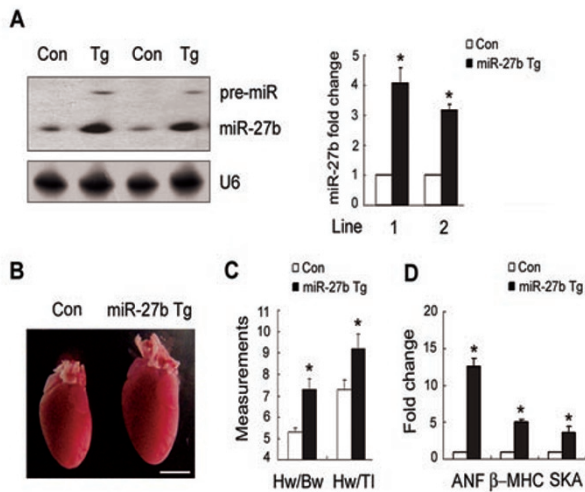 A
Con Tg Con Tg
pre-miR
miR-27b
U6
Con
miR-27b Tg
miR-27b fold change
5
4
3
2
1
0
*
*
Line 1 2
B
Con miR-27b Tg
C
Con
miR-27b Tg
Measurements
11
10
9
8
7
6
5
4
*
*
Hw/Bw Hw/Tl
D
Con
miR-27b Tg
Fold change
20
15
10
5
0
*
*
*
ANF β–MHC SKA